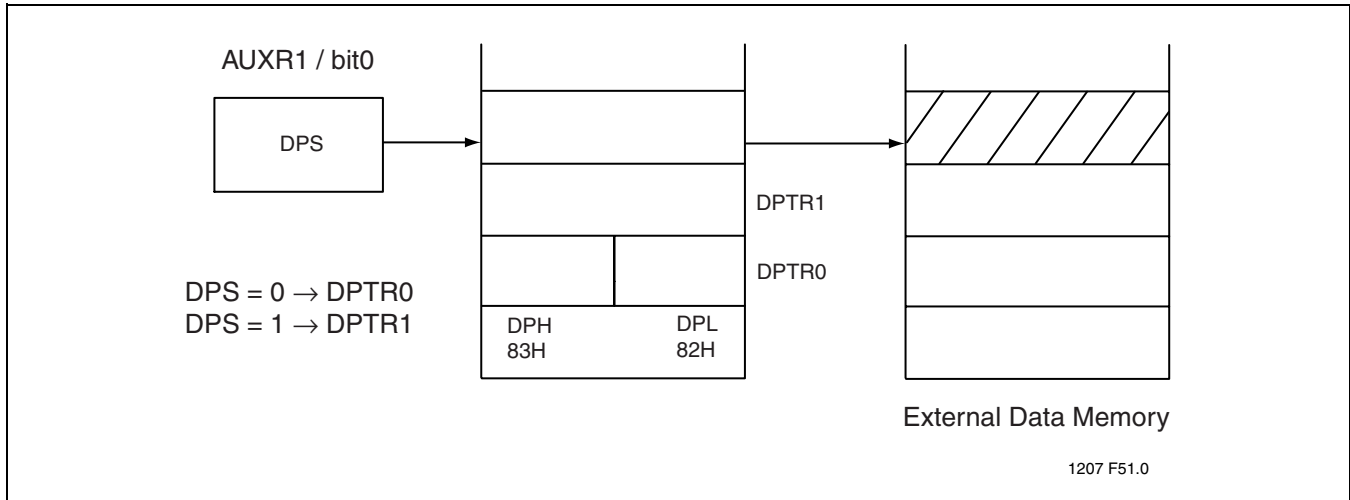 AUXR1 / bit0
DPS
DPTR1
DPTR0
DPS = 0 → DPTR0
DPS = 1 → DPTR1
DPH DPL
83H 82H
External Data Memory
1207 F51.0